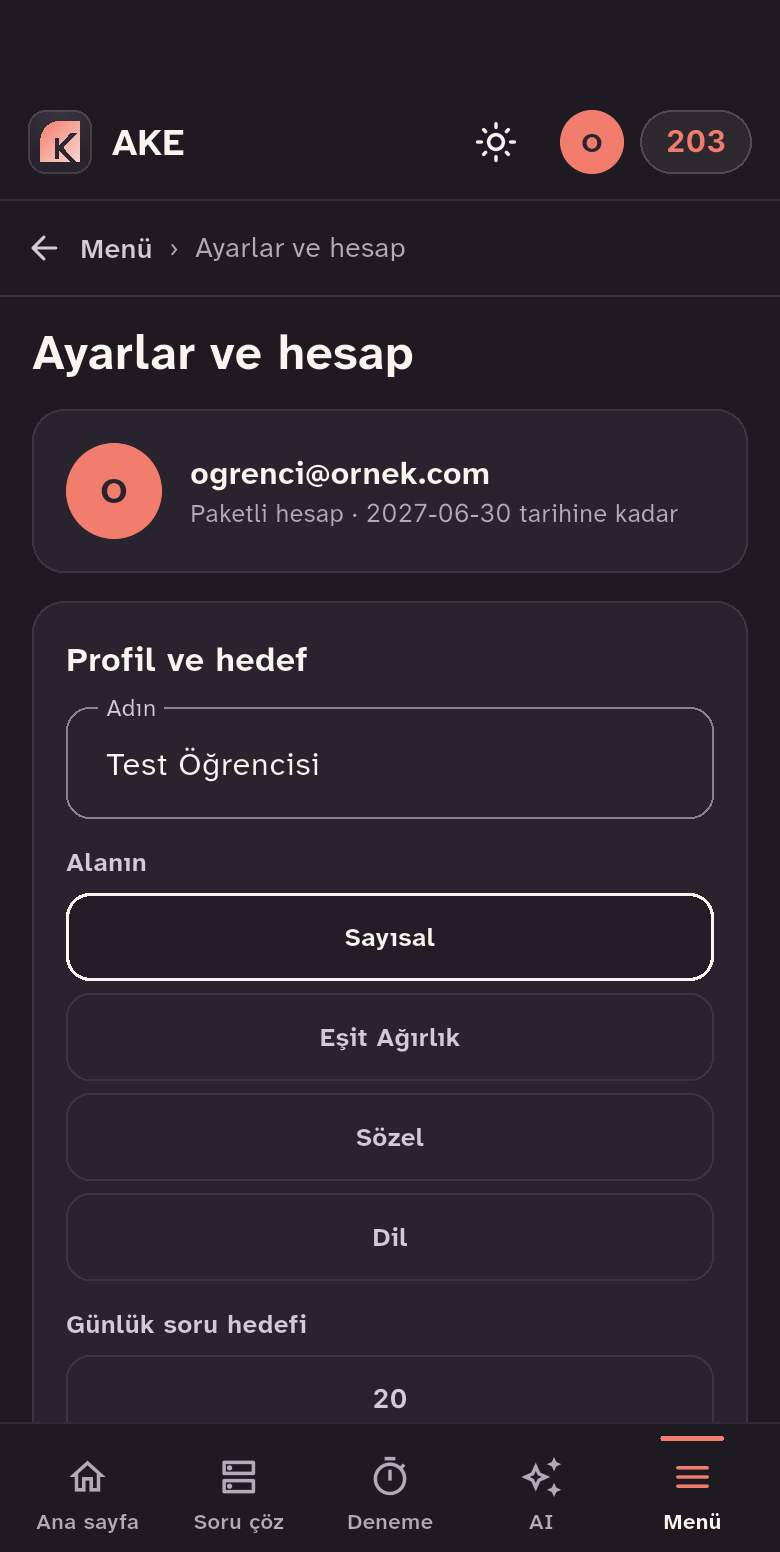 K AKE O 203
Menü › Ayarlar ve hesap
Ayarlar ve hesap
O
ogrenci@ornek.com
Paketli hesap · 2027-06-30 tarihine kadar
Profil ve hedef
Adın
Test Öğrencisi
Alanın
Sayısal
Eşit Ağırlık
Sözel
Dil
Günlük soru hedefi
20
Ana sayfa Soru çöz Deneme AI Menü